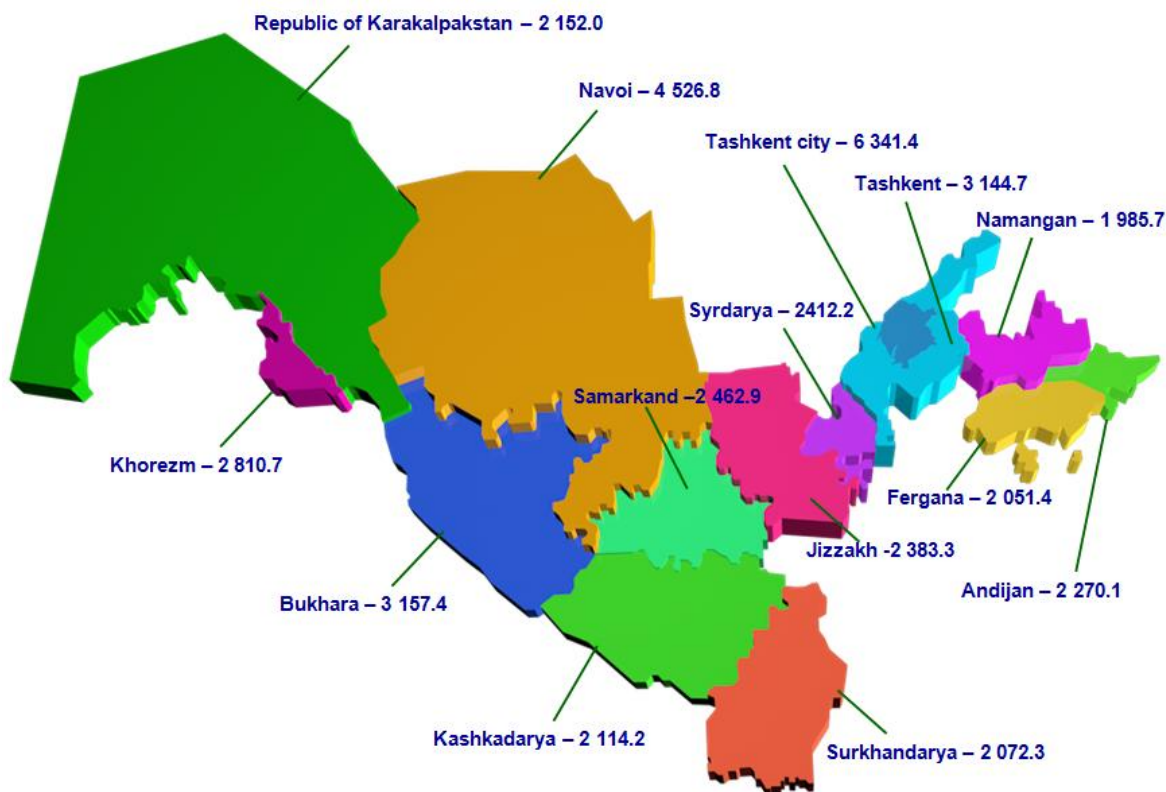 Republic of Karakalpakstan – 2 152.0
Navoi – 4 526.8
Tashkent city – 6 341.4
Tashkent – 3 144.7
Namangan – 1 985.7
Syrdarya – 2412.2
Samarkand –2 462.9
Khorezm – 2 810.7
Fergana – 2 051.4
Jizzakh -2 383.3
Andijan – 2 270.1
Bukhara – 3 157.4
Kashkadarya – 2 114.2
Surkhandarya – 2 072.3